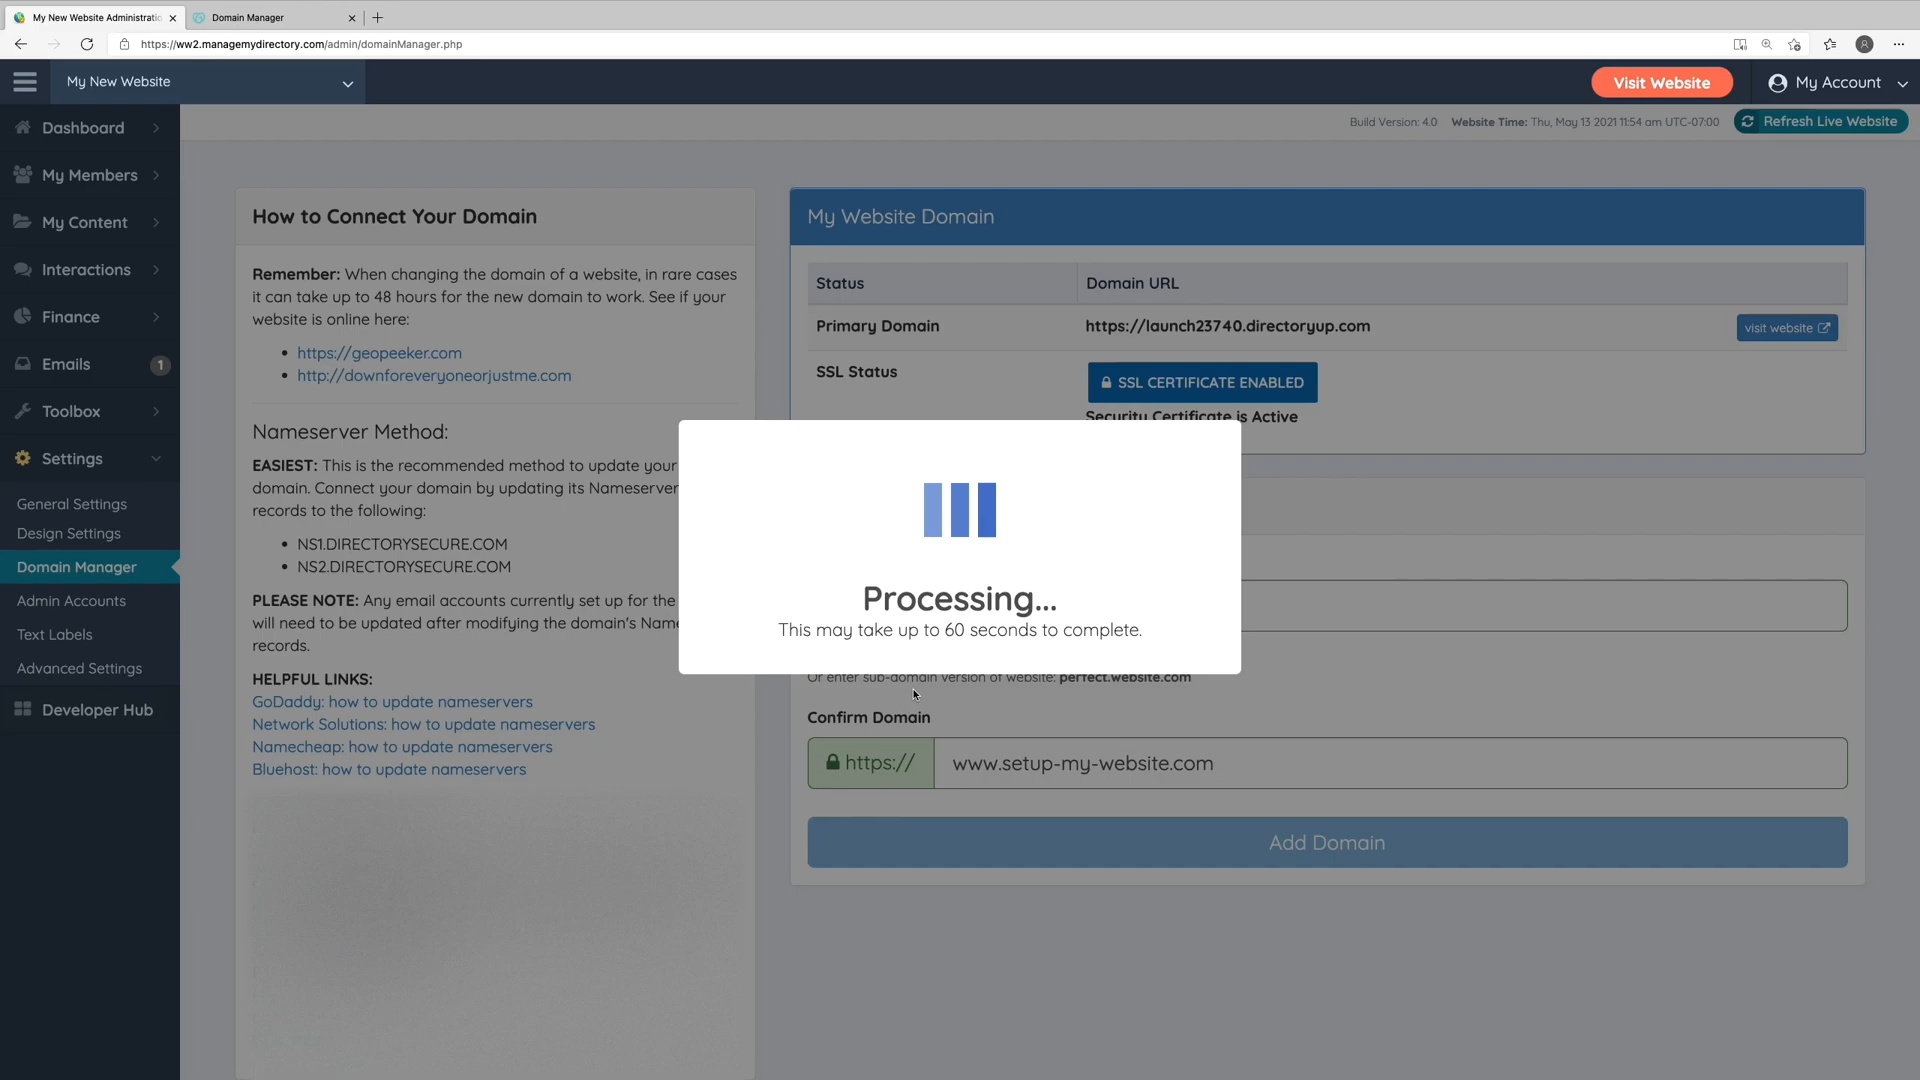 My New Website Administratio
Domain Manager
https://ww2.managemydirectory.com/admin/domainManager.php
My New Website
Visit Website
My Account
Build Version: 4.0
Website Time: Thu, May 13 2021 11:54 am UTC-07:00
Refresh Live Website
Dashboard
My Members
My Content
Interactions
Finance
Emails
1
Toolbox
Settings
General Settings
Design Settings
Domain Manager
Admin Accounts
Text Labels
Advanced Settings
Developer Hub
How to Connect Your Domain
Remember: When changing the domain of a website, in rare cases
it can take up to 48 hours for the new domain to work. See if your
website is online here:
https://geopeeker.com
http://downforeveryoneorjustme.com
Nameserver Method:
EASIEST: This is the recommended method to update your
domain. Connect your domain by updating its Nameserver
records to the following:
NS1.DIRECTORYSECURE.COM
NS2.DIRECTORYSECURE.COM
PLEASE NOTE: Any email accounts currently set up for the
will need to be updated after modifying the domain's Name
records.
HELPFUL LINKS:
GoDaddy: how to update nameservers
Network Solutions: how to update nameservers
Namecheap: how to update nameservers
Bluehost: how to update nameservers
My Website Domain
Status
Domain URL
Primary Domain
https://launch23740.directoryup.com
visit website
SSL Status
SSL CERTIFICATE ENABLED
Security Certificate is Active
Processing...
This may take up to 60 seconds to complete.
Or enter sub-domain version of website: perfect.website.com
Confirm Domain
https://
www.setup-my-website.com
Add Domain